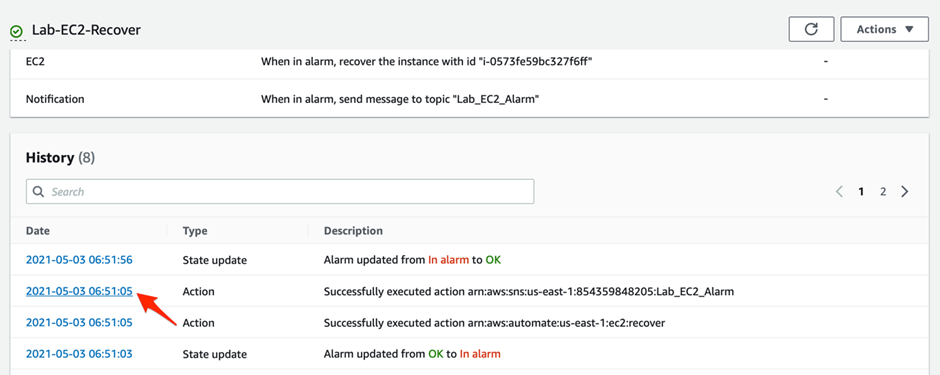 Lab-EC2-Recover
Actions
EC2 When in alarm, recover the instance with id "i-0573fe59bc327f6ff" -
Notification When in alarm, send message to topic "Lab_EC2_Alarm" -
History (8)
Search
1 2
Date Type Description
2021-05-03 06:51:56 State update Alarm updated from In alarm to OK
2021-05-03 06:51:05 Action Successfully executed action arn:aws:sns:us-east-1:854359848205:Lab_EC2_Alarm
2021-05-03 06:51:05 Action Successfully executed action arn:aws:automate:us-east-1:ec2:recover
2021-05-03 06:51:03 State update Alarm updated from OK to In alarm